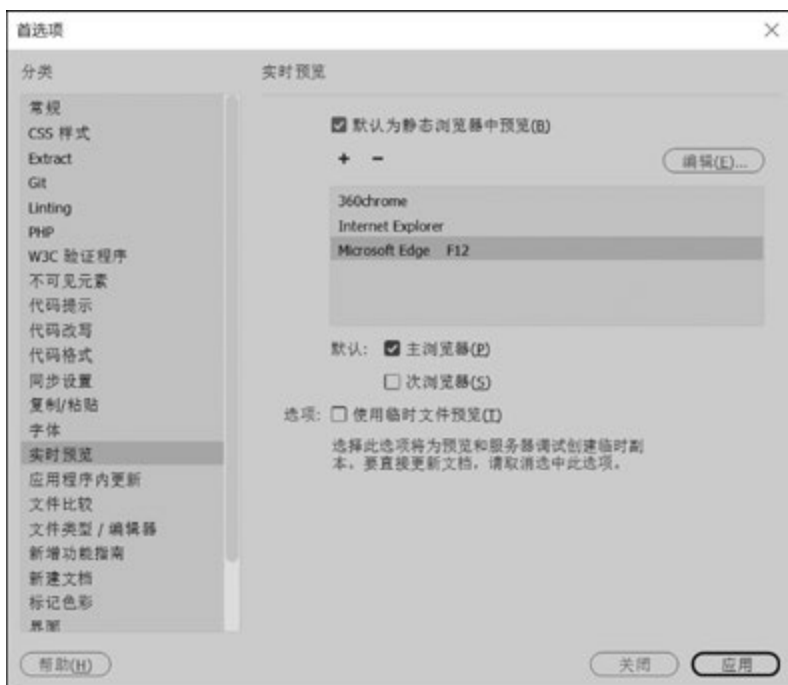 首选项
分类
常规
CSS 样式
Extract
Git
Linting
PHP
W3C 验证程序
不可见元素
代码提示
代码改写
代码格式
同步设置
复制/粘贴
字体
实时预览
应用程序内更新
文件比较
文件类型 / 编辑器
新增功能指南
新建文档
标记色彩
界面
实时预览
默认为静态浏览器中预览(B)
+ −
编辑(E)...
360chrome
Internet Explorer
Microsoft Edge F12
默认: 主浏览器(P)
次浏览器(S)
选项: 使用临时文件预览(T)
选择此选项将为预览和服务器调试创建临时副
本。要直接更新文档，请取消选中此选项。
帮助(H)
关闭
应用